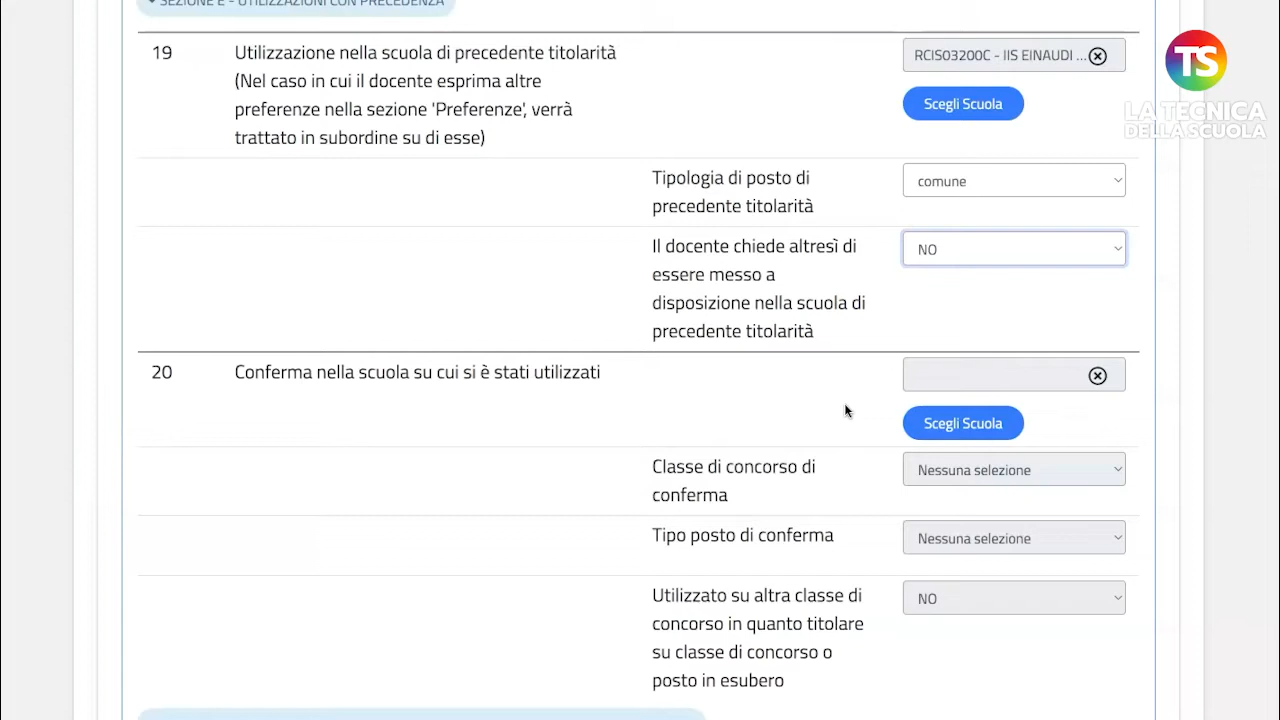 SEZIONE E - UTILIZZAZIONI CON PRECEDENZA
19
Utilizzazione nella scuola di precedente titolarità
(Nel caso in cui il docente esprima altre
preferenze nella sezione 'Preferenze', verrà
trattato in subordine su di esse)
RCIS03200C - IIS EINAUDI ...
Scegli Scuola
TS
LA TECNICA
DELLA SCUOLA
Tipologia di posto di
precedente titolarità
comune
Il docente chiede altresì di
essere messo a
disposizione nella scuola di
precedente titolarità
NO
20
Conferma nella scuola su cui si è stati utilizzati
Scegli Scuola
Classe di concorso di
conferma
Nessuna selezione
Tipo posto di conferma
Nessuna selezione
Utilizzato su altra classe di
concorso in quanto titolare
su classe di concorso o
posto in esubero
NO